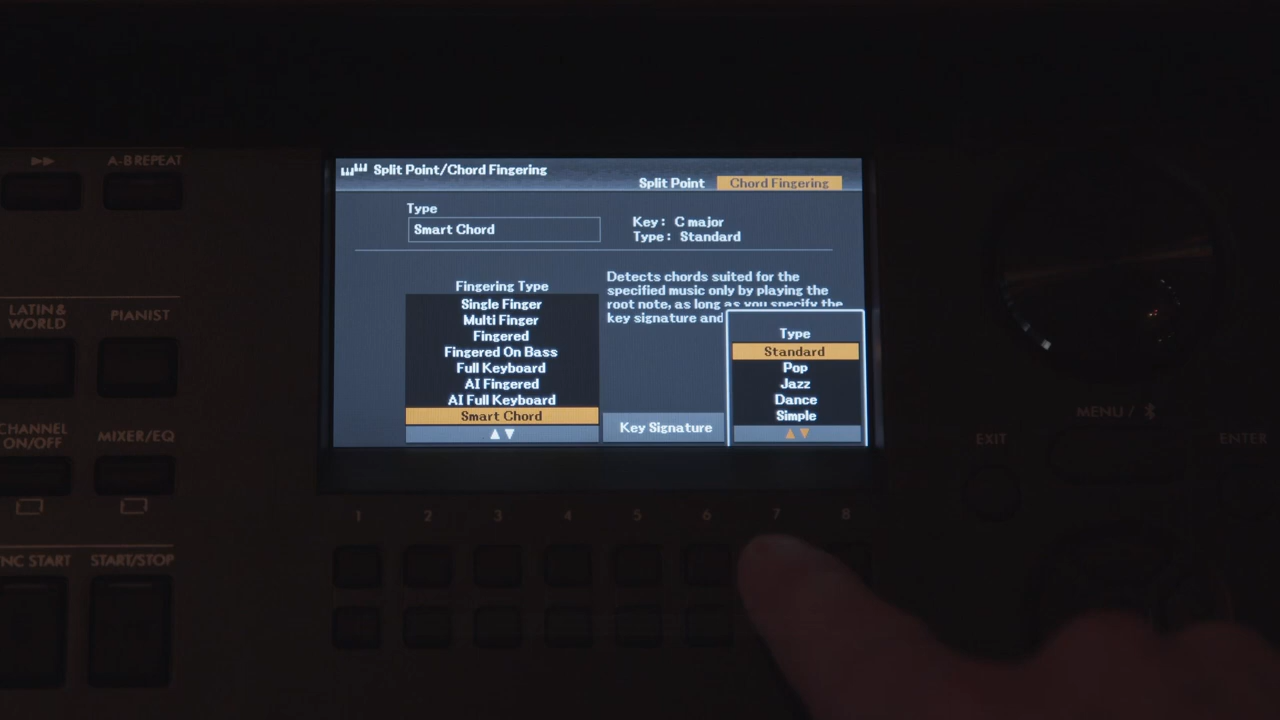 Split Point/Chord Fingering
Split Point
Chord Fingering
Type
Smart Chord
Key : C major
Type : Standard
Fingering Type
Single Finger
Multi Finger
Fingered
Fingered On Bass
Full Keyboard
AI Fingered
AI Full Keyboard
Smart Chord
Detects chords suited for the
specified music only by playing the
root note, as long as you specify the
key signature and
Key Signature
Type
Standard
Pop
Jazz
Dance
Simple
A-B REPEAT
LATIN &
WORLD
PIANIST
CHANNEL
ON/OFF
MIXER/EQ
NC START
START/STOP
1 2 3 4 5 6 7 8
MENU /
EXIT
ENTER